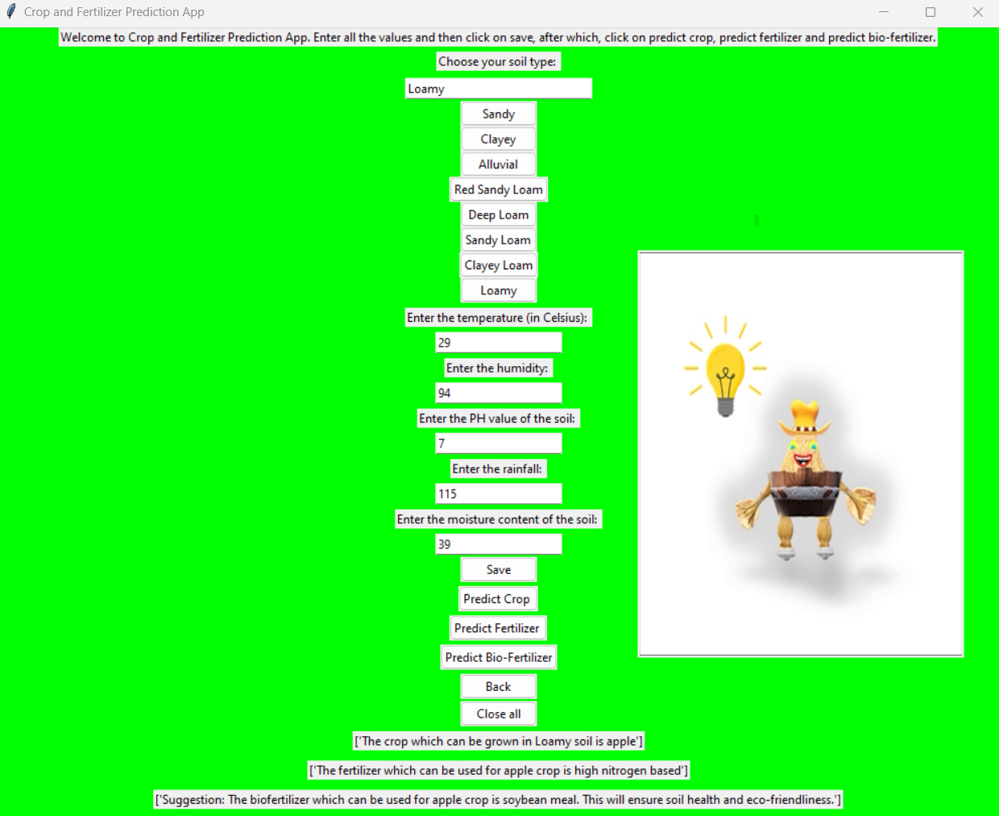 Crop and Fertilizer Prediction App
Welcome to Crop and Fertilizer Prediction App. Enter all the values and then click on save, after which, click on predict crop, predict fertilizer and predict bio-fertilizer.
Choose your soil type:
Loamy
Sandy
Clayey
Alluvial
Red Sandy Loam
Deep Loam
Sandy Loam
Clayey Loam
Loamy
Enter the temperature (in Celsius):
29
Enter the humidity:
94
Enter the PH value of the soil:
7
Enter the rainfall:
115
Enter the moisture content of the soil:
39
Save
Predict Crop
Predict Fertilizer
Predict Bio-Fertilizer
Back
Close all
['The crop which can be grown in Loamy soil is apple']
['The fertilizer which can be used for apple crop is high nitrogen based']
['Suggestion: The biofertilizer which can be used for apple crop is soybean meal. This will ensure soil health and eco-friendliness.']